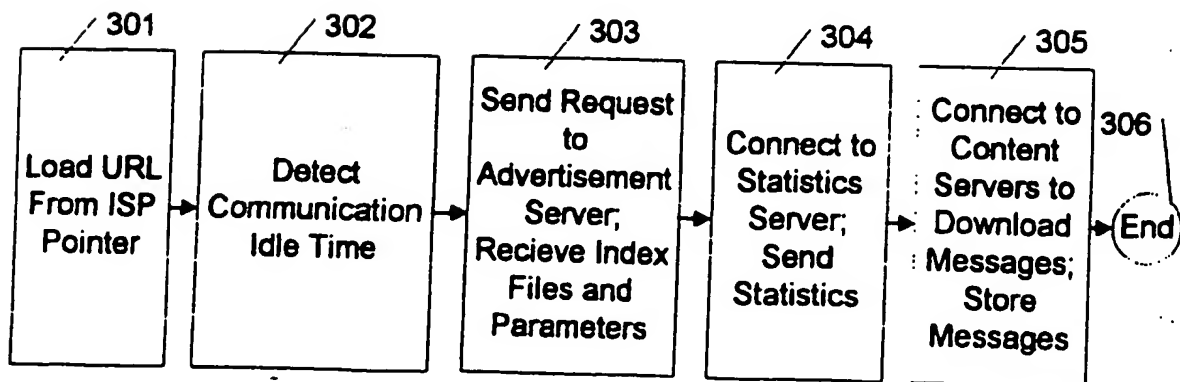 301
Load URL
From ISP
Pointer
302
Detect
Communication
Idle Time
303
Send Request
to
Advertisement
Server;
Recieve Index
Files and
Parameters
304
Connect to
Statistics
Server;
Send
Statistics
305
Connect to
Content
Servers to
Download
Messages;
Store
Messages
306
End